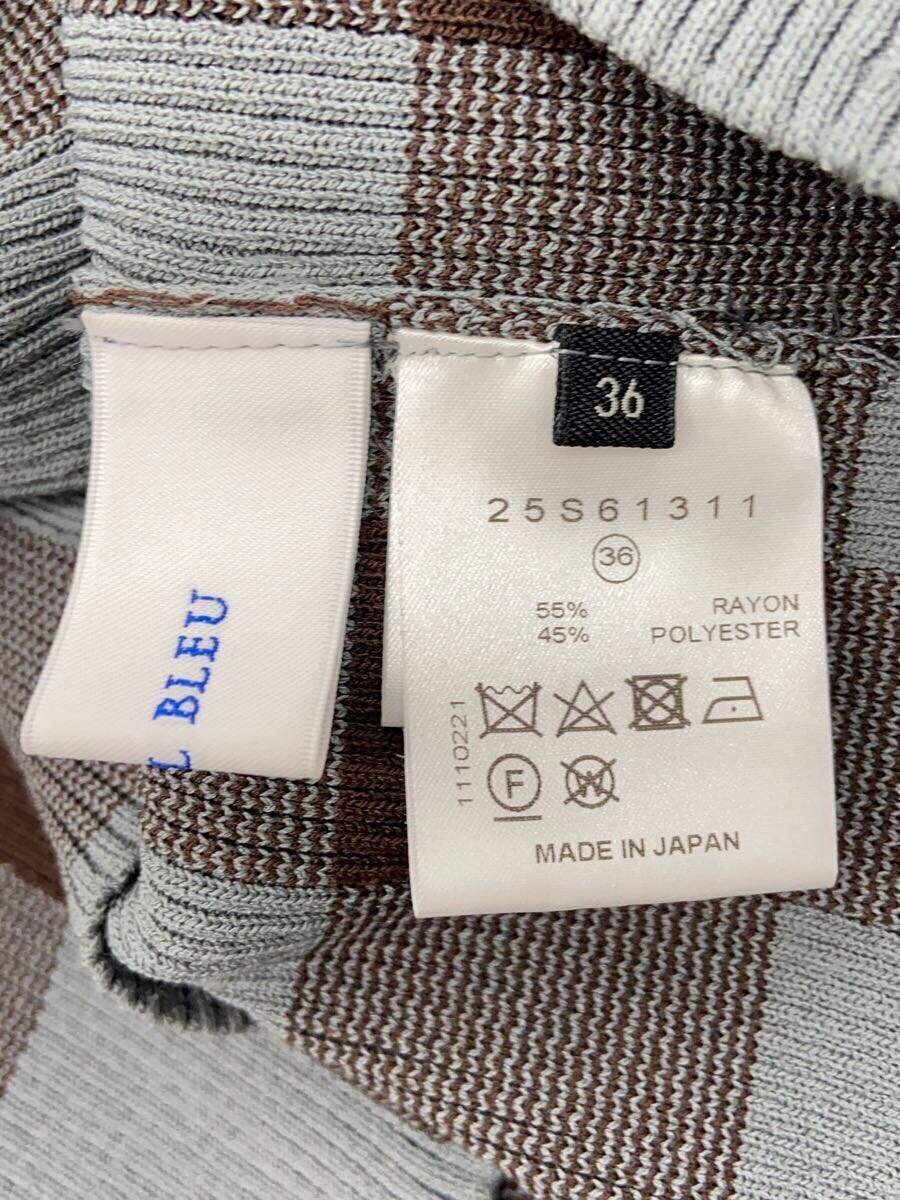 L BLEU
36
25S61311
36
55% RAYON
45% POLYESTER
1110221
F
W
MADE IN JAPAN